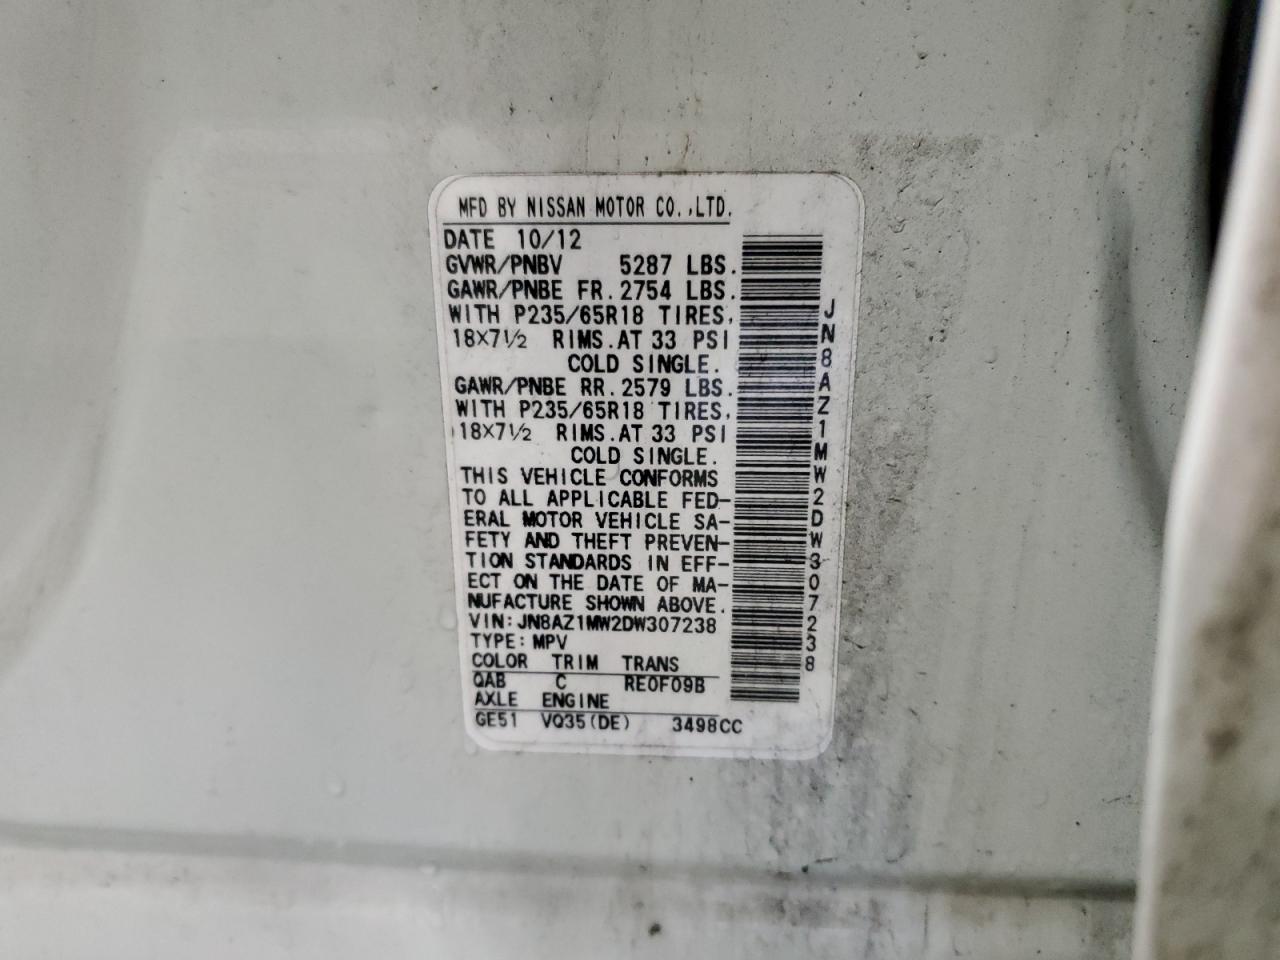 MFD BY NISSAN MOTOR CO.,LTD.
DATE 10/12
GVWR/PNBV 5287 LBS.
GAWR/PNBE FR. 2754 LBS.
WITH P235/65R18 TIRES,
18×7½ RIMS. AT 33 PSI
COLD SINGLE.
GAWR/PNBE RR. 2579 LBS.
WITH P235/65R18 TIRES,
18×7½ RIMS. AT 33 PSI
COLD SINGLE.
THIS VEHICLE CONFORMS
TO ALL APPLICABLE FED-
ERAL MOTOR VEHICLE SA-
FETY AND THEFT PREVEN-
TION STANDARDS IN EFF-
ECT ON THE DATE OF MA-
NUFACTURE SHOWN ABOVE.
VIN: JN8AZ1MW2DW307238
TYPE: MPV
COLOR TRIM TRANS
QAB C RE0F09B
AXLE ENGINE
GE51 VQ35(DE) 3498CC
JN8AZ1MW2DW307238